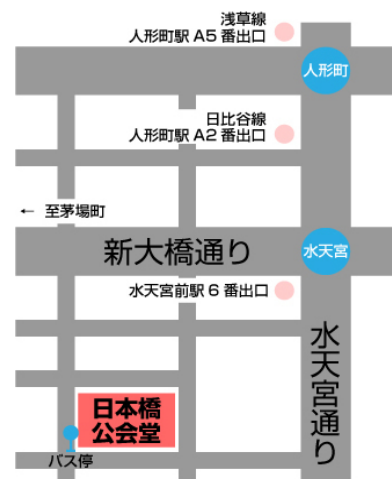 浅草線
人形町駅 A5 番出口
人形町
日比谷線
人形町駅 A2 番出口
← 至茅場町
新大橋通り
水天宮
水天宮前駅 6 番出口
水天宮通り
日本橋
公会堂
バス停